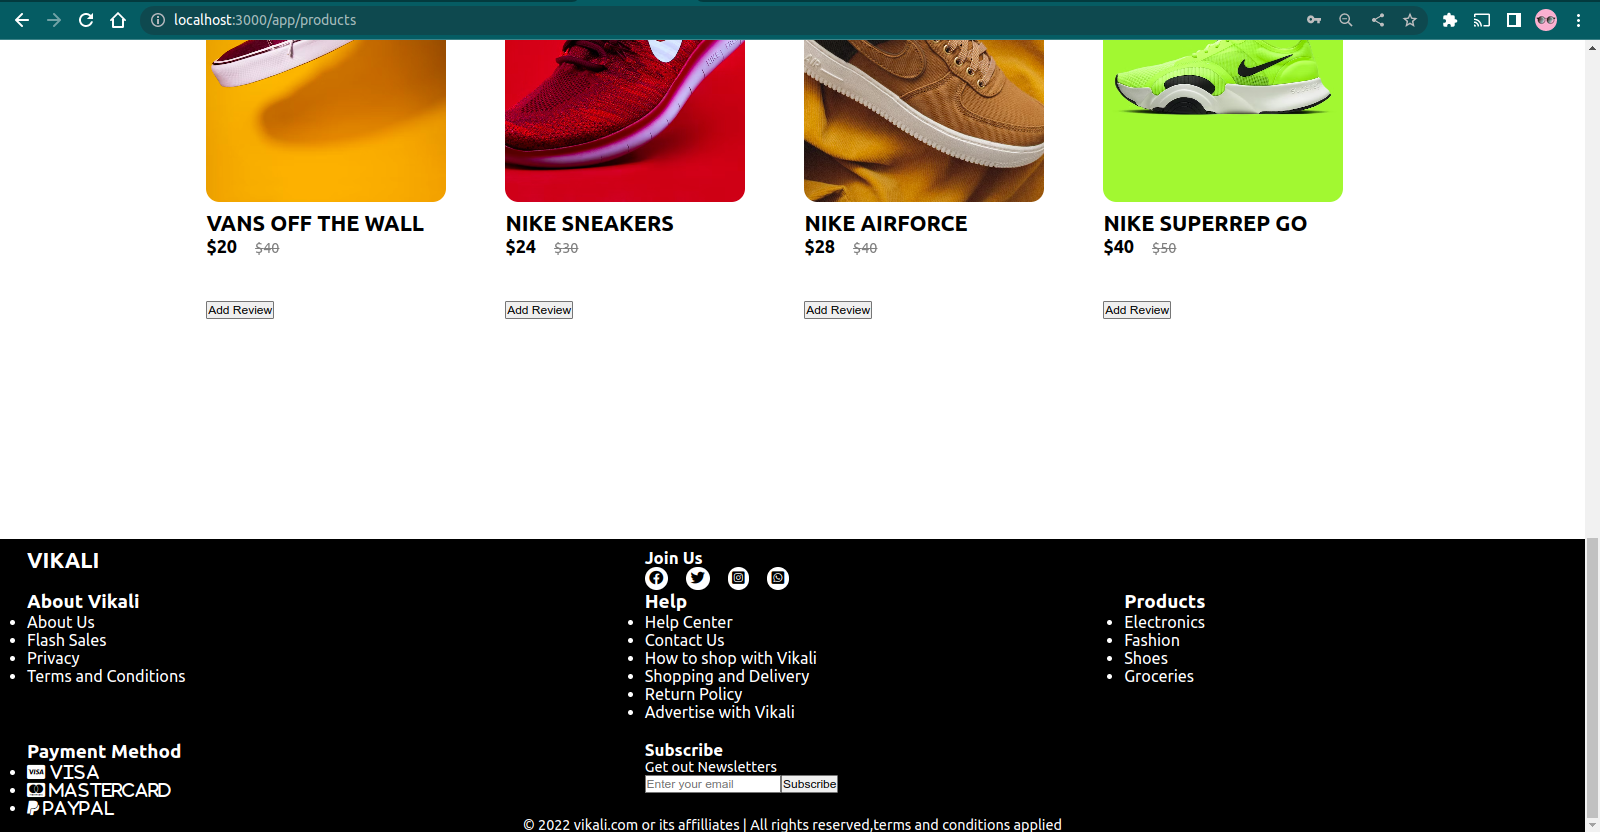 localhost:3000/app/products
VANS OFF THE WALL
$20 $40
Add Review
NIKE SNEAKERS
$24 $30
Add Review
NIKE AIRFORCE
$28 $40
Add Review
NIKE SUPERREP GO
$40 $50
Add Review
VIKALI
Join Us
About Vikali
About Us
Flash Sales
Privacy
Terms and Conditions
Help
Help Center
Contact Us
How to shop with Vikali
Shopping and Delivery
Return Policy
Advertise with Vikali
Products
Electronics
Fashion
Shoes
Groceries
Payment Method
VISA VISA
MASTERCARD
PAYPAL
Subscribe
Get out Newsletters
Enter your email
Subscribe
© 2022 vikali.com or its affilliates | All rights reserved,terms and conditions applied